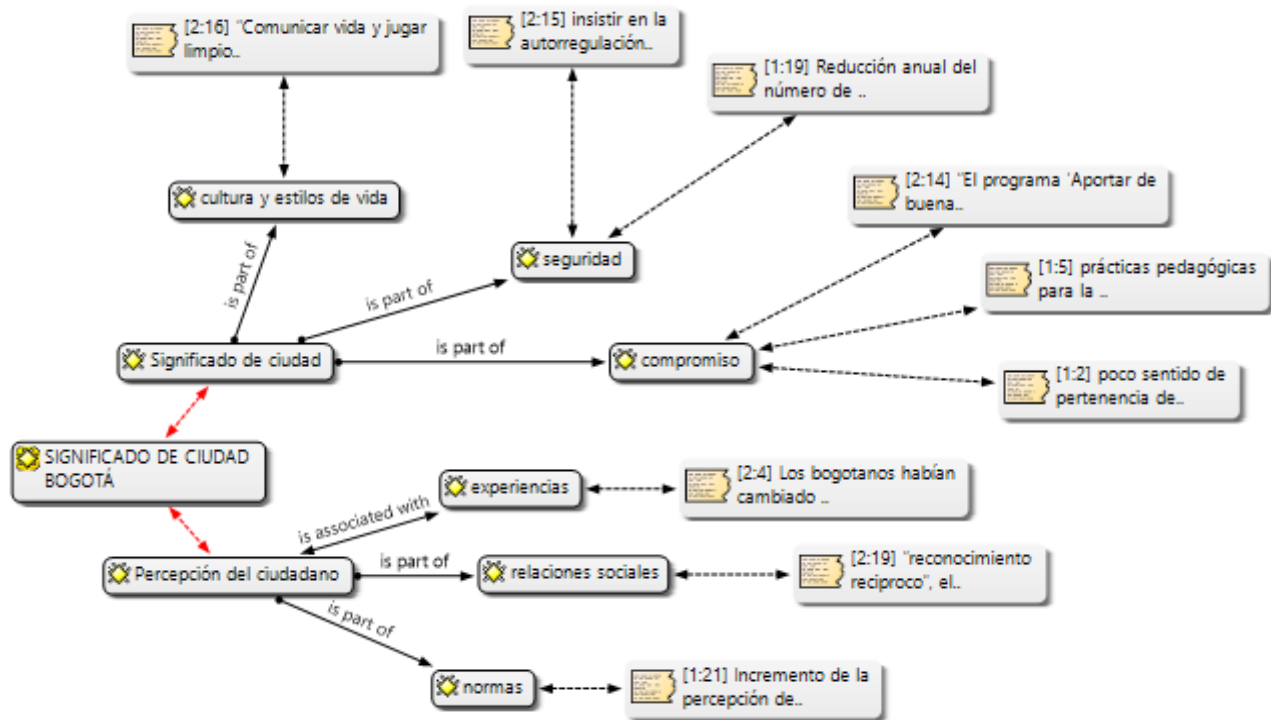 [2:16] "Comunicar vida y jugar
limpio..
[2:15] insistir en la
autorregulación..
[1:19] Reducción anual del
número de ..
[2:14] "El programa 'Aportar de
buena..
cultura y estilos de vida
is part of
seguridad
is part of
[1:5] prácticas pedagógicas
para la ..
Significado de ciudad
is part of
compromiso
[1:2] poco sentido de
pertenencia de..
SIGNIFICADO DE CIUDAD
BOGOTÁ
experiencias
[2:4] Los bogotanos habían
cambiado ..
is associated with
Percepción del ciudadano
is part of
relaciones sociales
[2:19] "reconocimiento
reciproco", el..
is part of
normas
[1:21] Incremento de la
percepción de..